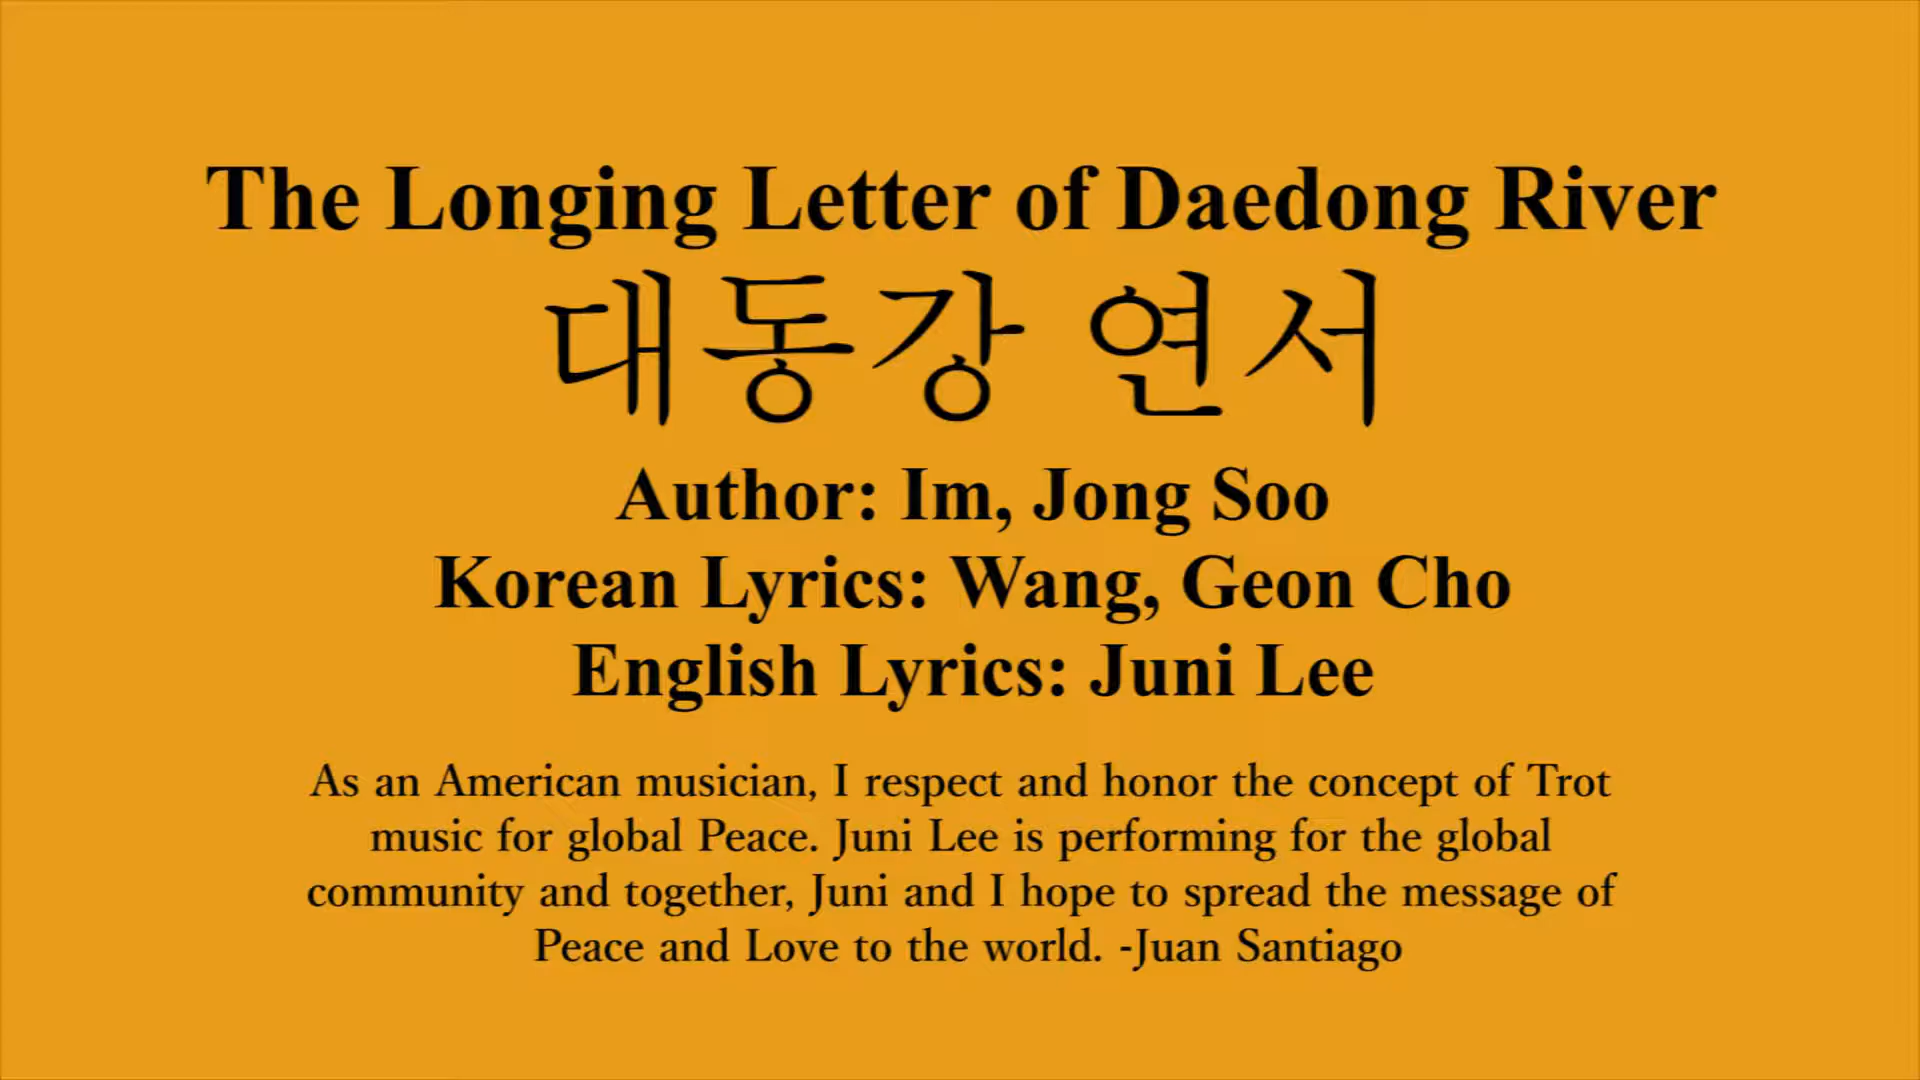 The Longing Letter of Daedong River
대동강 연서
Author: Im, Jong Soo
Korean Lyrics: Wang, Geon Cho
English Lyrics: Juni Lee
As an American musician, I respect and honor the concept of Trot
music for global Peace. Juni Lee is performing for the global
community and together, Juni and I hope to spread the message of
Peace and Love to the world. -Juan Santiago